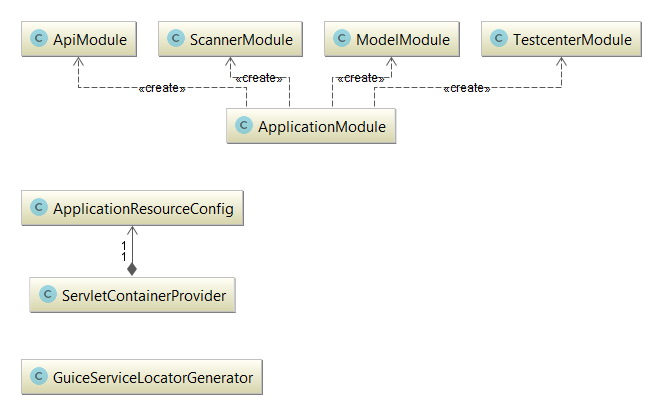 C ApiModule
C ScannerModule
C ModelModule
C TestcenterModule
«create»
«create»
«create»
«create»
C ApplicationModule
C ApplicationResourceConfig
1
1
C ServletContainerProvider
C GuiceServiceLocatorGenerator